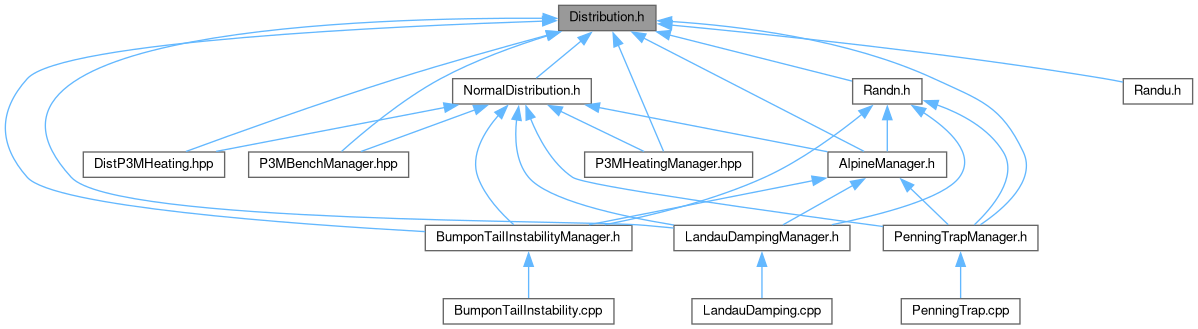 Distribution.h
NormalDistribution.h
Randn.h
Randu.h
DistP3MHeating.hpp
P3MBenchManager.hpp
P3MHeatingManager.hpp
AlpineManager.h
BumponTailInstabilityManager.h
LandauDampingManager.h
PenningTrapManager.h
BumponTailInstability.cpp
LandauDamping.cpp
PenningTrap.cpp